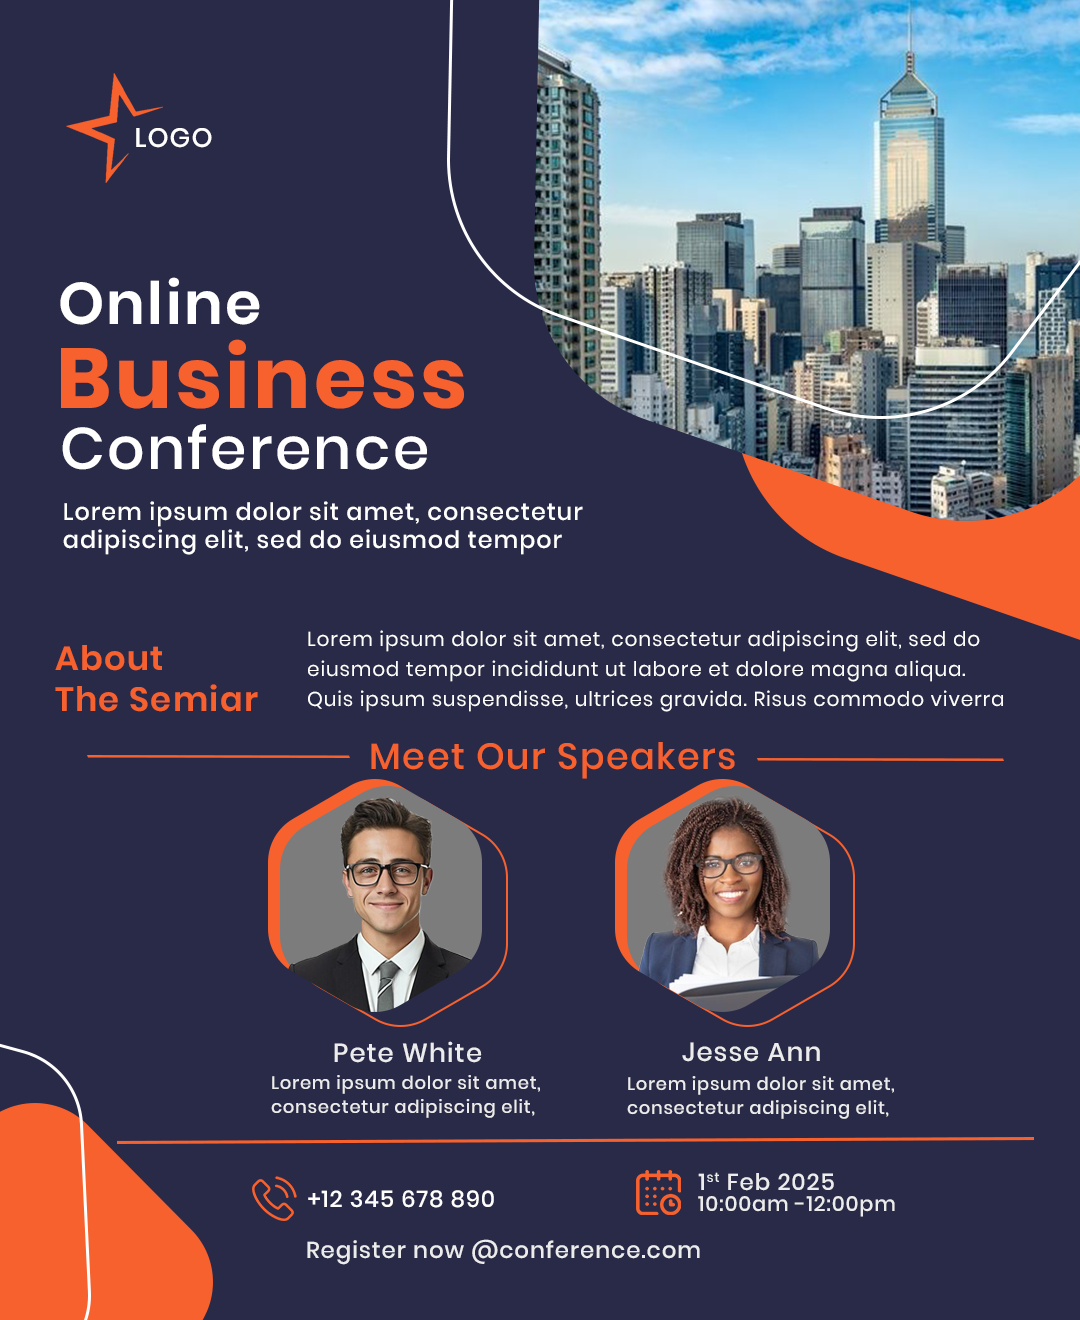 LOGO
Online
Business
Conference
Lorem ipsum dolor sit amet, consectetur
adipiscing elit, sed do eiusmod tempor
About
The Semiar
Lorem ipsum dolor sit amet, consectetur adipiscing elit, sed do
eiusmod tempor incididunt ut labore et dolore magna aliqua.
Quis ipsum suspendisse, ultrices gravida. Risus commodo viverra
Meet Our Speakers
Pete White
Lorem ipsum dolor sit amet,
consectetur adipiscing elit,
Jesse Ann
Lorem ipsum dolor sit amet,
consectetur adipiscing elit,
+12 345 678 890
1st Feb 2025
10:00am -12:00pm
Register now @conference.com